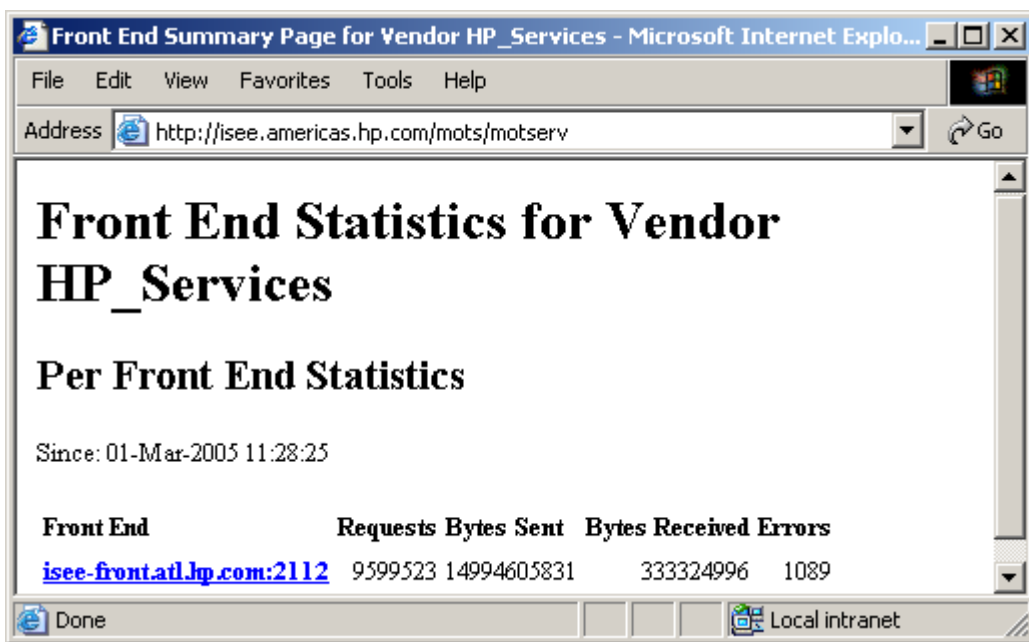 Front End Summary Page for Vendor HP_Services - Microsoft Internet Explo...
File Edit View Favorites Tools Help
Address http://isee.americas.hp.com/mots/motserv Go
Front End Statistics for Vendor
HP_Services
Per Front End Statistics
Since: 01-Mar-2005 11:28:25
Front End Requests Bytes Sent Bytes Received Errors
isee-front.atl.hp.com:2112 9599523 14994605831 333324996 1089
Done Local intranet